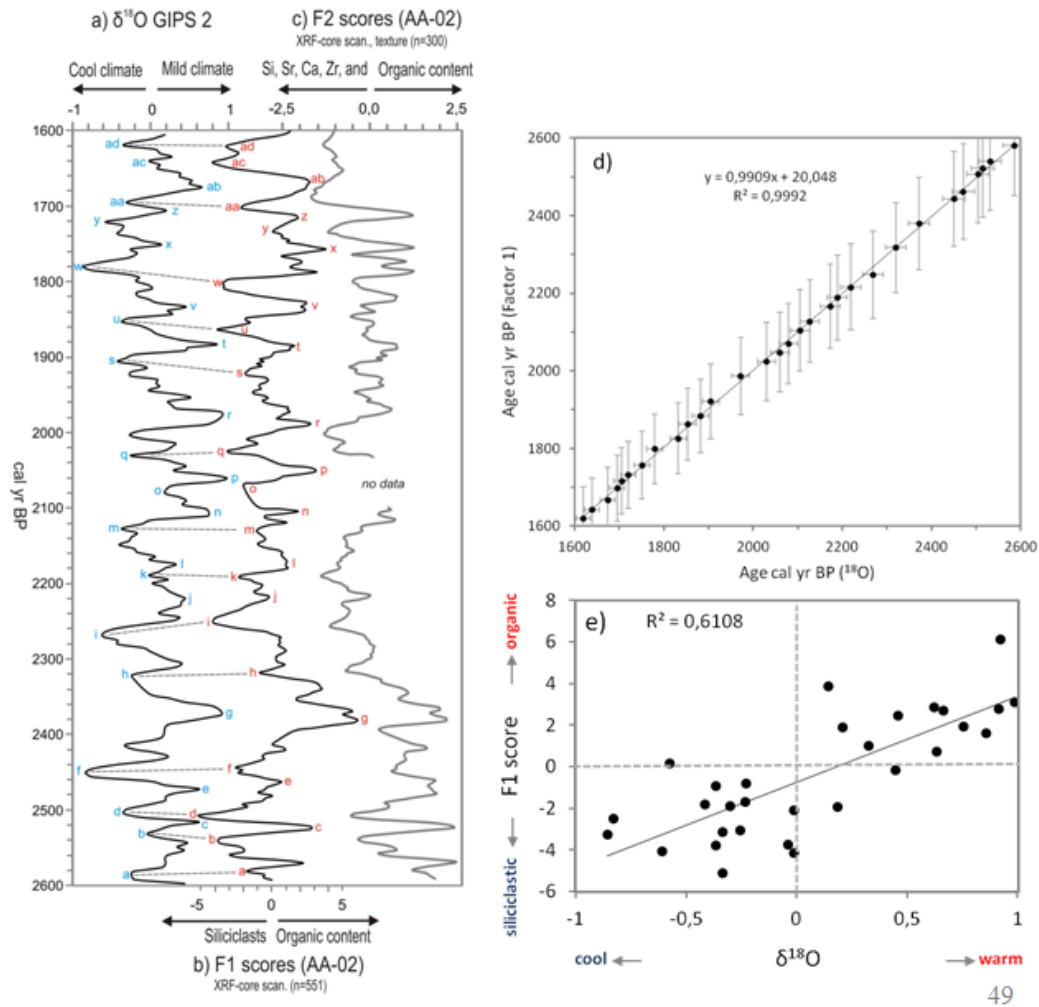 a) δ¹⁸O GIPS 2
c) F2 scores (AA-02)
XRF-core scan., texture (n=300)
Cool climate
Mild climate
Si, Sr, Ca, Zr, and
Organic content
-1
0
1
-2,5
0,0
2,5
cal yr BP
1600
1700
1800
1900
2000
2100
2200
2300
2400
2500
2600
ad
ac
ab
aa
z
y
x
w
v
u
t
s
r
q
p
o
n
m
l
k
j
i
h
g
f
e
d
c
b
a
ad
ac
ab
aa
z
y
x
w
v
u
t
s
r
q
p
o
n
m
l
k
j
i
h
g
f
e
d
c
b
a
no data
-5
0
5
Siliciclasts
Organic content
b) F1 scores (AA-02)
XRF-core scan. (n=551)
d)
y = 0,9909x + 20,048
R² = 0,9992
Age cal yr BP (Factor 1)
2600
2400
2200
2000
1800
1600
1600
1800
2000
2200
2400
2600
Age cal yr BP (¹⁸O)
e)
R² = 0,6108
siliciclastic
F1 score
organic
8
6
4
2
0
-2
-4
-6
-1
-0,5
0
0,5
1
cool
δ¹⁸O
warm
49